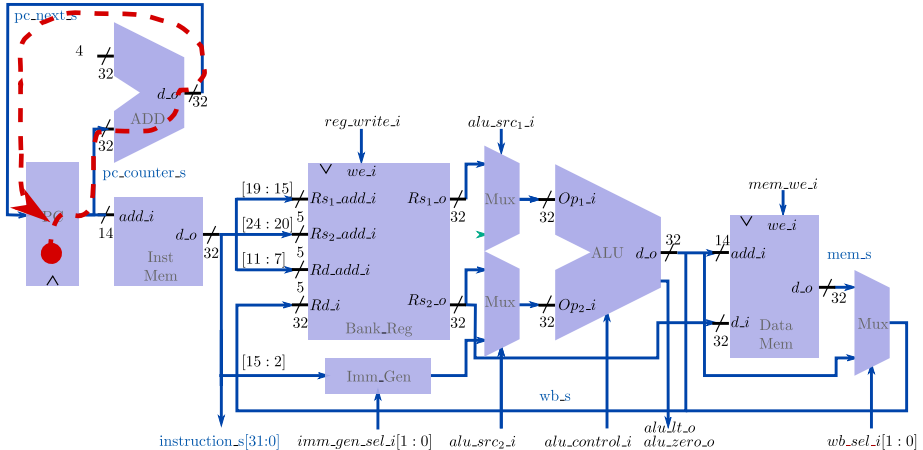 pc_next_s
4
32
d_o
32
ADD
32
pc_counter_s
reg_write_i
alu_src1_i
mem_we_i
PC
add_i
14
d_o
32
Inst
Mem
[19 : 15]
[24 : 20]
[11 : 7]
we_i
Rs1_add_i
5
Rs2_add_i
5
Rd_add_i
5
Rd_i
32
Rs1_o
32
Rs2_o
32
Bank_Reg
Mux
32
Mux
32
Op1_i
ALU
d_o
32
Op2_i
we_i
14
add_i
d_o
32
d_i
32
Data
Mem
mem_s
Mux
[15 : 2]
Imm_Gen
wb_s
instruction_s[31:0]
imm_gen_sel_i[1 : 0]
alu_src2_i
alu_control_i
alu_lt_o
alu_zero_o
wb_sel_i[1 : 0]